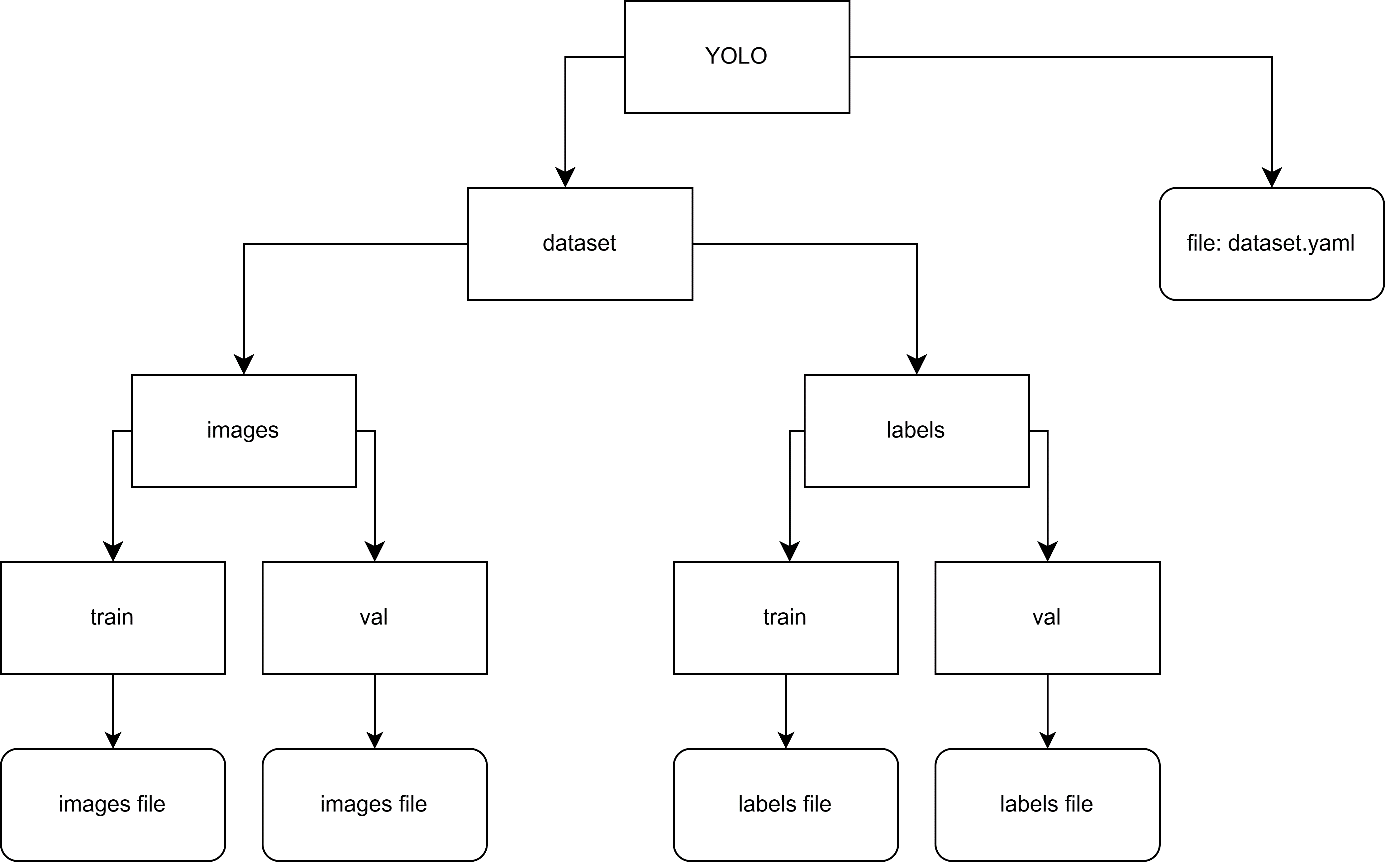 YOLO
dataset
file: dataset.yaml
images
labels
train
val
train
val
images file
images file
labels file
labels file